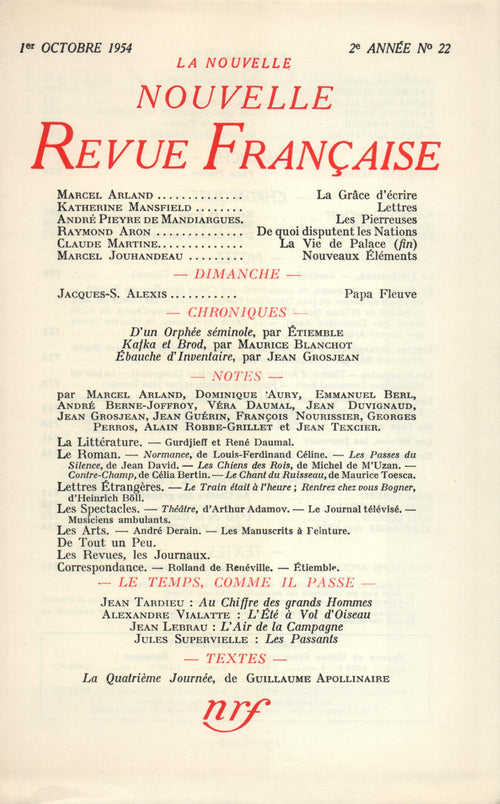 1er OCTOBRE 1954 2e ANNÉE No 22
LA NOUVELLE
NOUVELLE
REVUE FRANÇAISE
MARCEL ARLAND .............. La Grâce d'écrire
KATHERINE MANSFIELD ........ Lettres
ANDRÉ PIEYRE DE MANDIARGUES. Les Pierreuses
RAYMOND ARON .............. De quoi disputent les Nations
CLAUDE MARTINE.............. La Vie de Palace (fin)
MARCEL JOUHANDEAU ......... Nouveaux Éléments
— DIMANCHE —
JACQUES-S. ALEXIS ........... Papa Fleuve
— CHRONIQUES —
D'un Orphée séminole, par ÉTIEMBLE
Kafka et Brod, par MAURICE BLANCHOT
Ébauche d'Inventaire, par JEAN GROSJEAN
— NOTES —
par MARCEL ARLAND, DOMINIQUE 'AURY, EMMANUEL BERL,
ANDRÉ BERNE-JOFFROY, VÉRA DAUMAL, JEAN DUVIGNAUD,
JEAN GROSJEAN, JEAN GUÉRIN, FRANÇOIS NOURISSIER, GEORGES
PERROS, ALAIN ROBBE-GRILLET et JEAN TEXCIER.
La Littérature. — Gurdjieff et René Daumal.
Le Roman. — Normance, de Louis-Ferdinand Céline. — Les Passes du
Silence, de Jean David. — Les Chiens des Rois, de Michel de M'Uzan. —
Contre-Champ, de Célia Bertin. — Le Chant du Ruisseau, de Maurice Toesca.
Lettres Étrangères. — Le Train était à l'heure ; Rentrez chez vous Bogner,
d'Heinrich Böll.
Les Spectacles. — Théâtre, d'Arthur Adamov. — Le Journal télévisé. —
Musiciens ambulants.
Les Arts. — André Derain. — Les Manuscrits à Peinture.
De Tout un Peu.
Les Revues, les Journaux.
Correspondance. — Rolland de Renéville. — Étiemble.
— LE TEMPS, COMME IL PASSE —
JEAN TARDIEU : Au Chiffre des grands Hommes
ALEXANDRE VIALATTE : L'Été à Vol d'Oiseau
JEAN LEBRAU : L'Air de la Campagne
JULES SUPERVIELLE : Les Passants
— TEXTES —
La Quatrième Journée, de GUILLAUME APOLLINAIRE
nrf